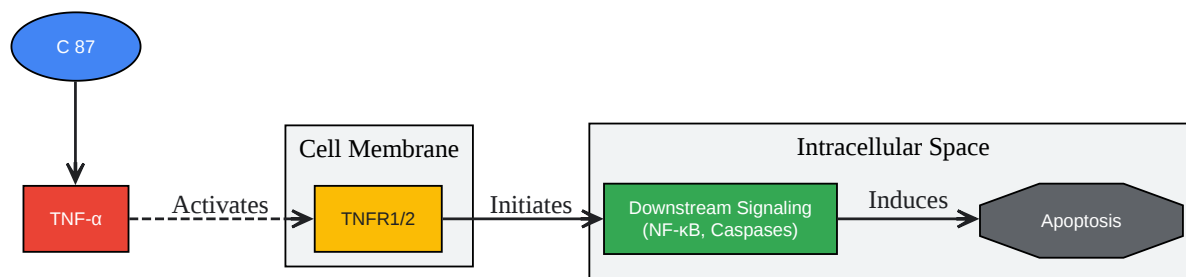 C 87
Cell Membrane
Intracellular Space
TNF-α
Activates
TNFR1/2
Initiates
Downstream Signaling
(NF-κB, Caspases)
Induces
Apoptosis